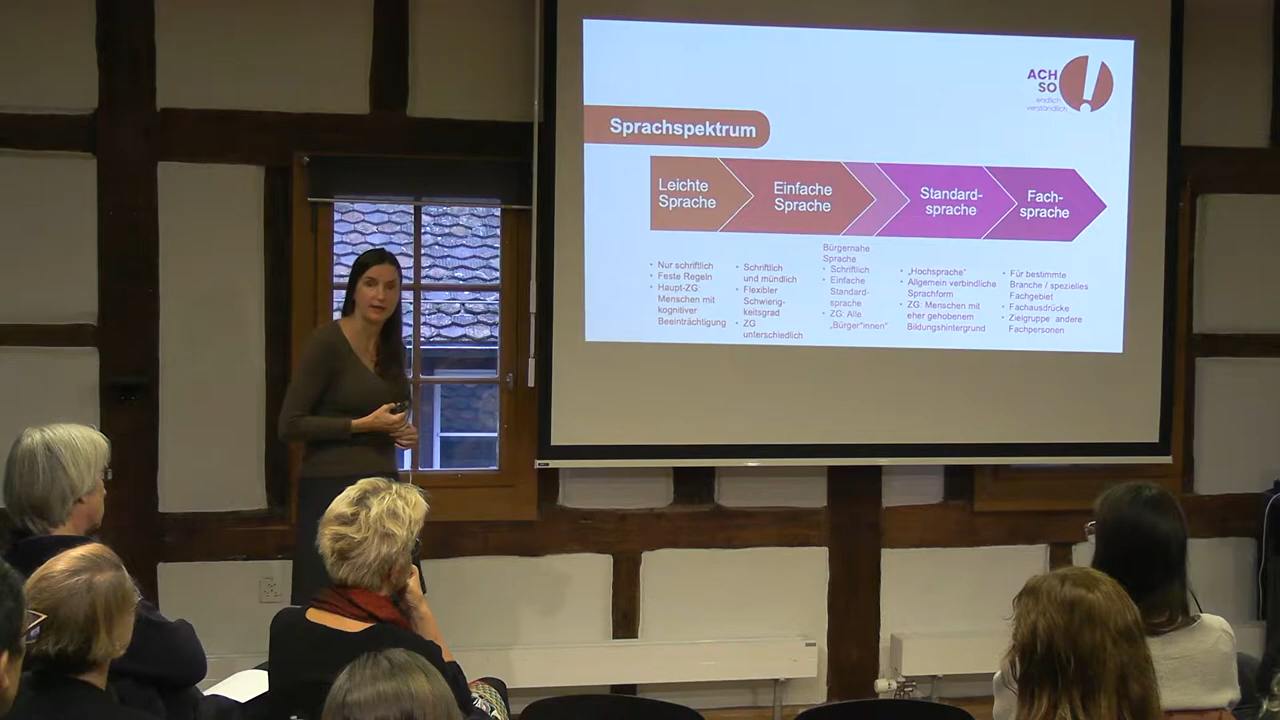 ACH
SO
endlich
verständlich
Sprachspektrum
Leichte
Sprache
Einfache
Sprache
Standard-
sprache
Fach-
sprache
• Nur schriftlich
• Feste Regeln
• Haupt-ZG:
Menschen mit
kognitiver
Beeinträchtigung
• Schriftlich
und mündlich
• Flexibler
Schwierig-
keitsgrad
• ZG
unterschiedlich
Bürgernahe
Sprache
• Schriftlich
• Einfache
Standard-
sprache
• ZG: Alle
„Bürger*innen"
• „Hochsprache"
• Allgemein verbindliche
Sprachform
• ZG: Menschen mit
eher gehobenem
Bildungshintergrund
• Für bestimmte
Branche / spezielles
Fachgebiet
• Fachausdrücke
• Zielgruppe andere
Fachpersonen